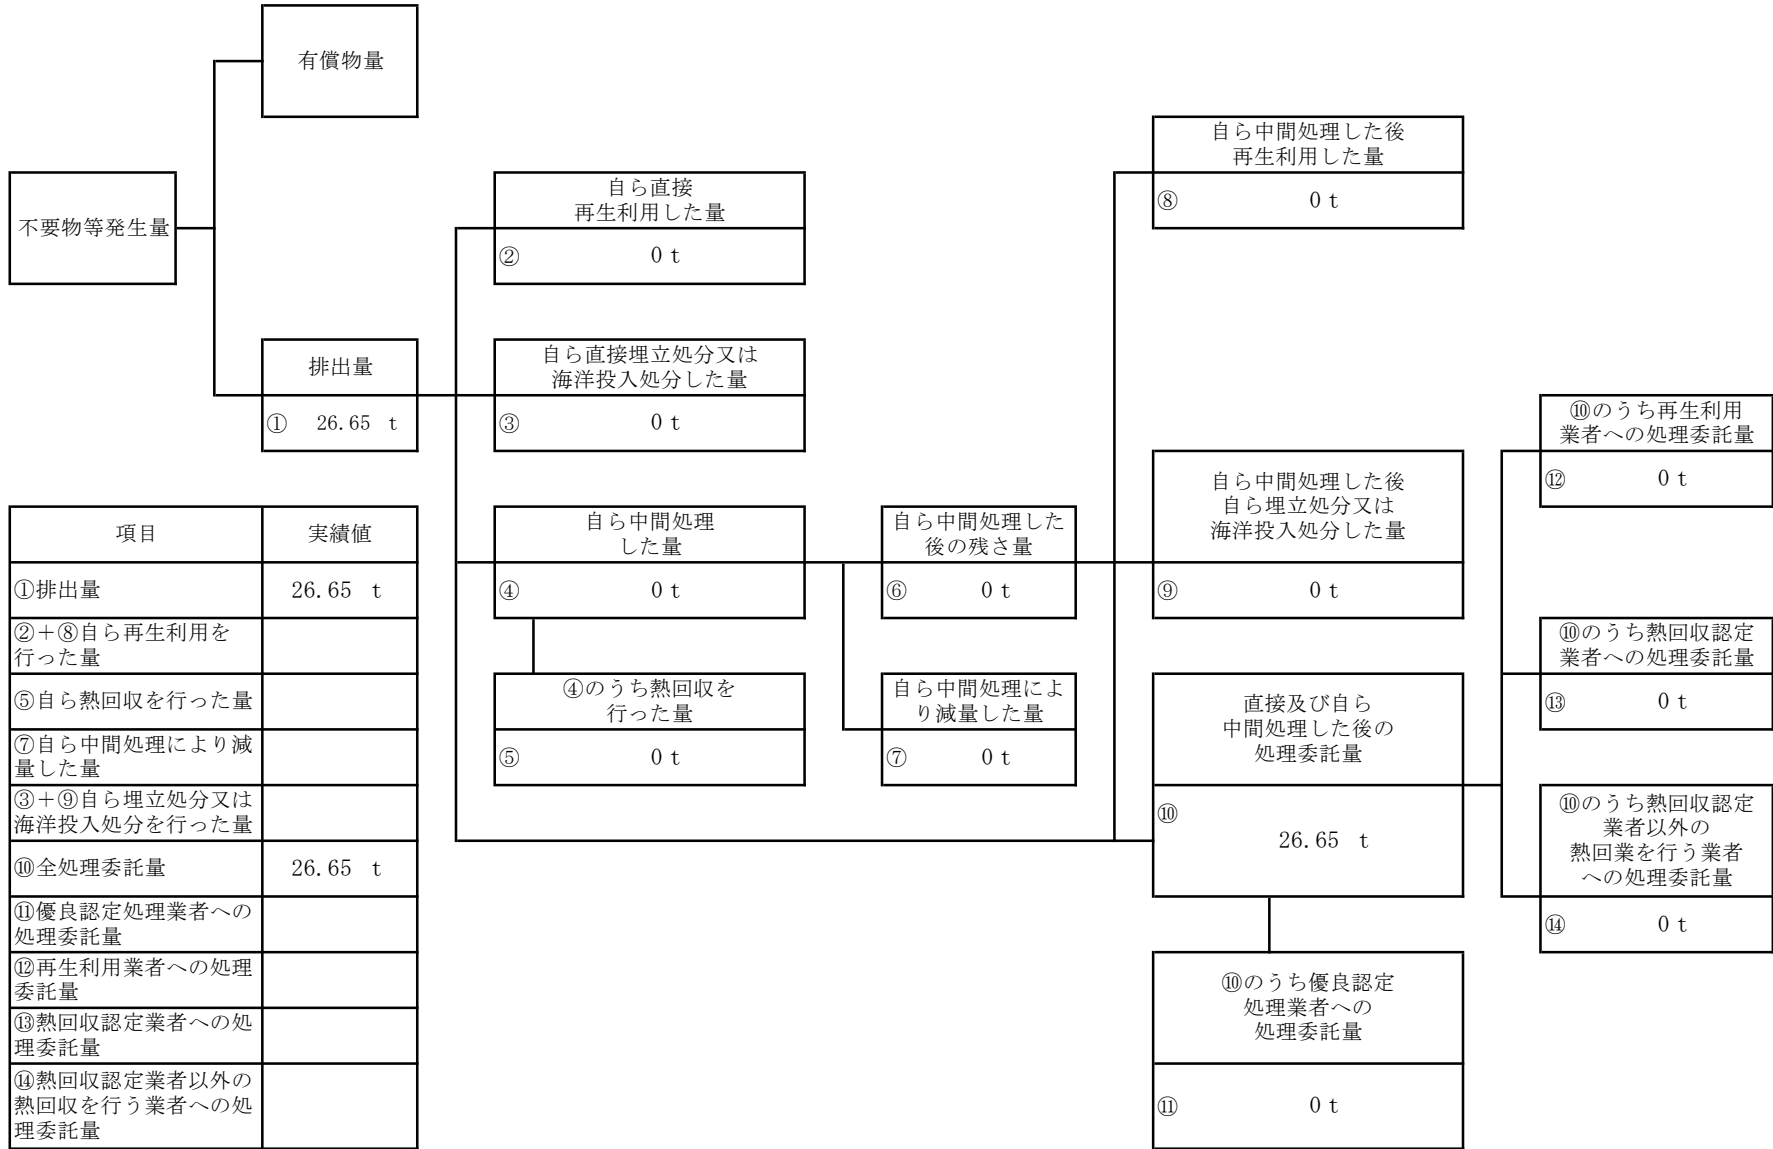 有償物量
不要物等発生量
排出量
① 26.65 t
自ら直接
再生利用した量
② 0 t
自ら直接埋立処分又は
海洋投入処分した量
③ 0 t
自ら中間処理
した量
④ 0 t
④のうち熱回収を
行った量
⑤ 0 t
自ら中間処理した
後の残さ量
⑥ 0 t
自ら中間処理によ
り減量した量
⑦ 0 t
自ら中間処理した後
再生利用した量
⑧ 0 t
自ら中間処理した後
自ら埋立処分又は
海洋投入処分した量
⑨ 0 t
直接及び自ら
中間処理した後の
処理委託量
⑩
26.65 t
⑩のうち優良認定
処理業者への
処理委託量
⑪ 0 t
⑩のうち再生利用
業者への処理委託量
⑫ 0 t
⑩のうち熱回収認定
業者への処理委託量
⑬ 0 t
⑩のうち熱回収認定
業者以外の
熱回業を行う業者
への処理委託量
⑭ 0 t
項目 実績値
①排出量 26.65 t
②＋⑧自ら再生利用を
行った量
⑤自ら熱回収を行った量
⑦自ら中間処理により減
量した量
③＋⑨自ら埋立処分又は
海洋投入処分を行った量
⑩全処理委託量 26.65 t
⑪優良認定処理業者への
処理委託量
⑫再生利用業者への処理
委託量
⑬熱回収認定業者への処
理委託量
⑭熱回収認定業者以外の
熱回収を行う業者への処
理委託量